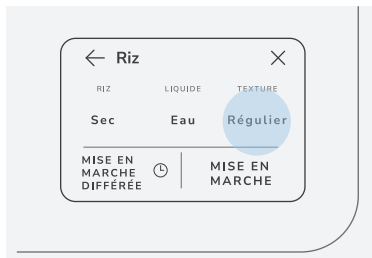 Riz
RIZ LIQUIDE TEXTURE
Sec Eau Régulier
MISE EN
MARCHE
DIFFÉRÉE
MISE EN
MARCHE